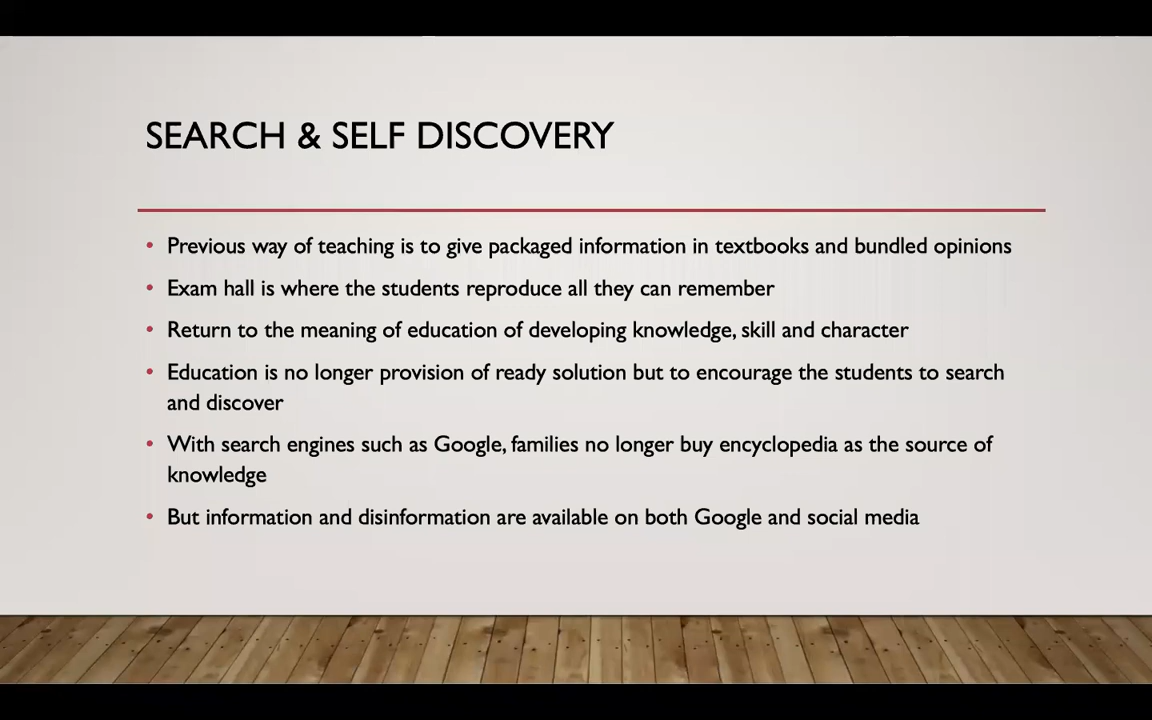 SEARCH & SELF DISCOVERY
• Previous way of teaching is to give packaged information in textbooks and bundled opinions
• Exam hall is where the students reproduce all they can remember
• Return to the meaning of education of developing knowledge, skill and character
• Education is no longer provision of ready solution but to encourage the students to search
and discover
• With search engines such as Google, families no longer buy encyclopedia as the source of
knowledge
• But information and disinformation are available on both Google and social media